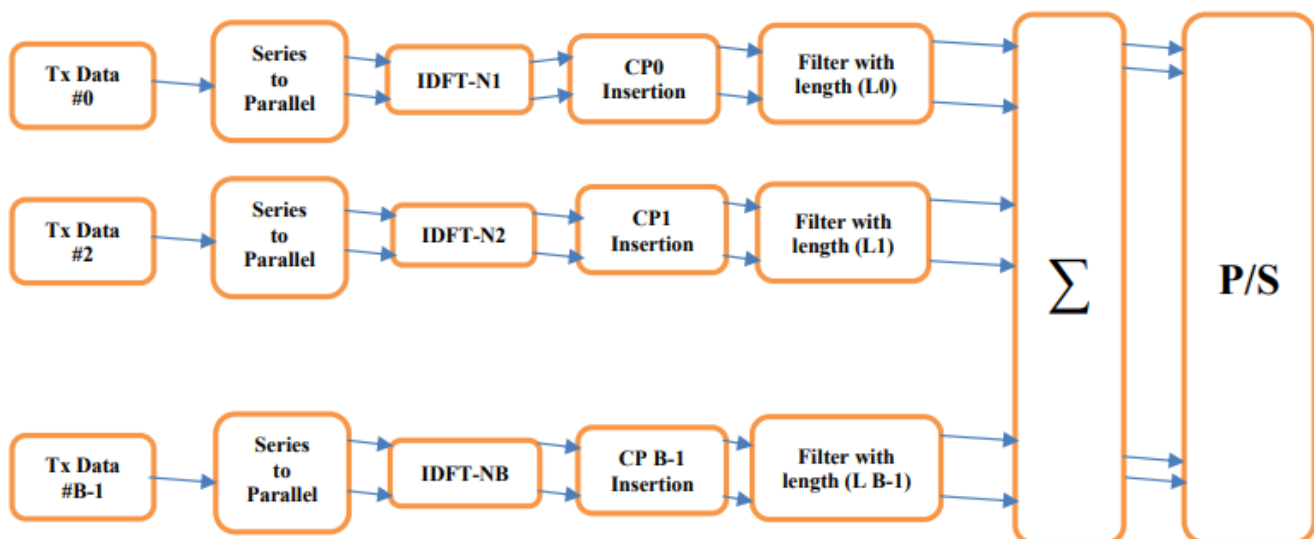 Tx Data
#0
Series
to
Parallel
IDFT-N1
CP0
Insertion
Filter with
length (L0)
Tx Data
#2
Series
to
Parallel
IDFT-N2
CP1
Insertion
Filter with
length (L1)
∑
P/S
Tx Data
#B-1
Series
to
Parallel
IDFT-NB
CP B-1
Insertion
Filter with
length (L B-1)